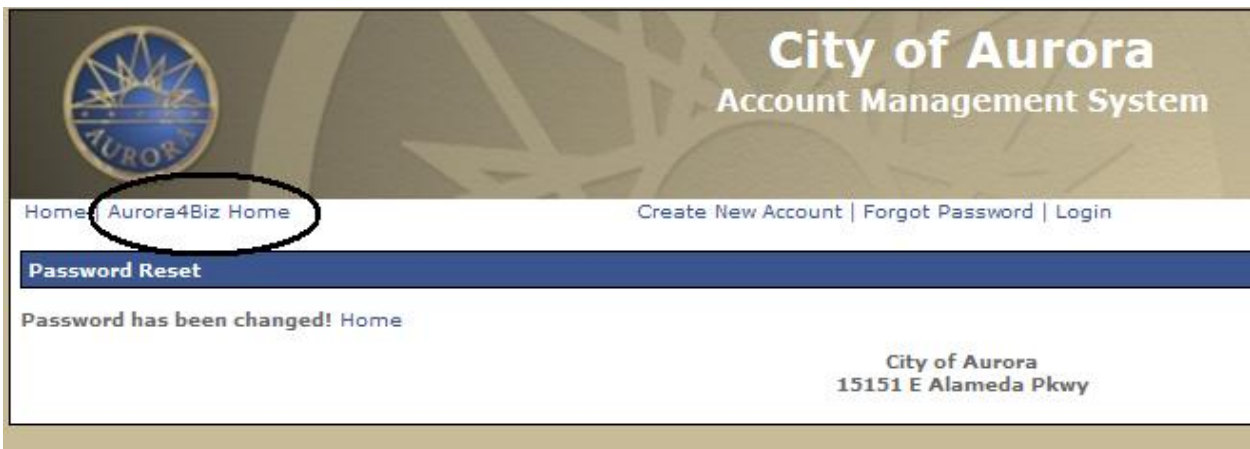 City of Aurora
Account Management System
AURORA
Home | Aurora4Biz Home
Create New Account | Forgot Password | Login
Password Reset
Password has been changed! Home
City of Aurora
15151 E Alameda Pkwy